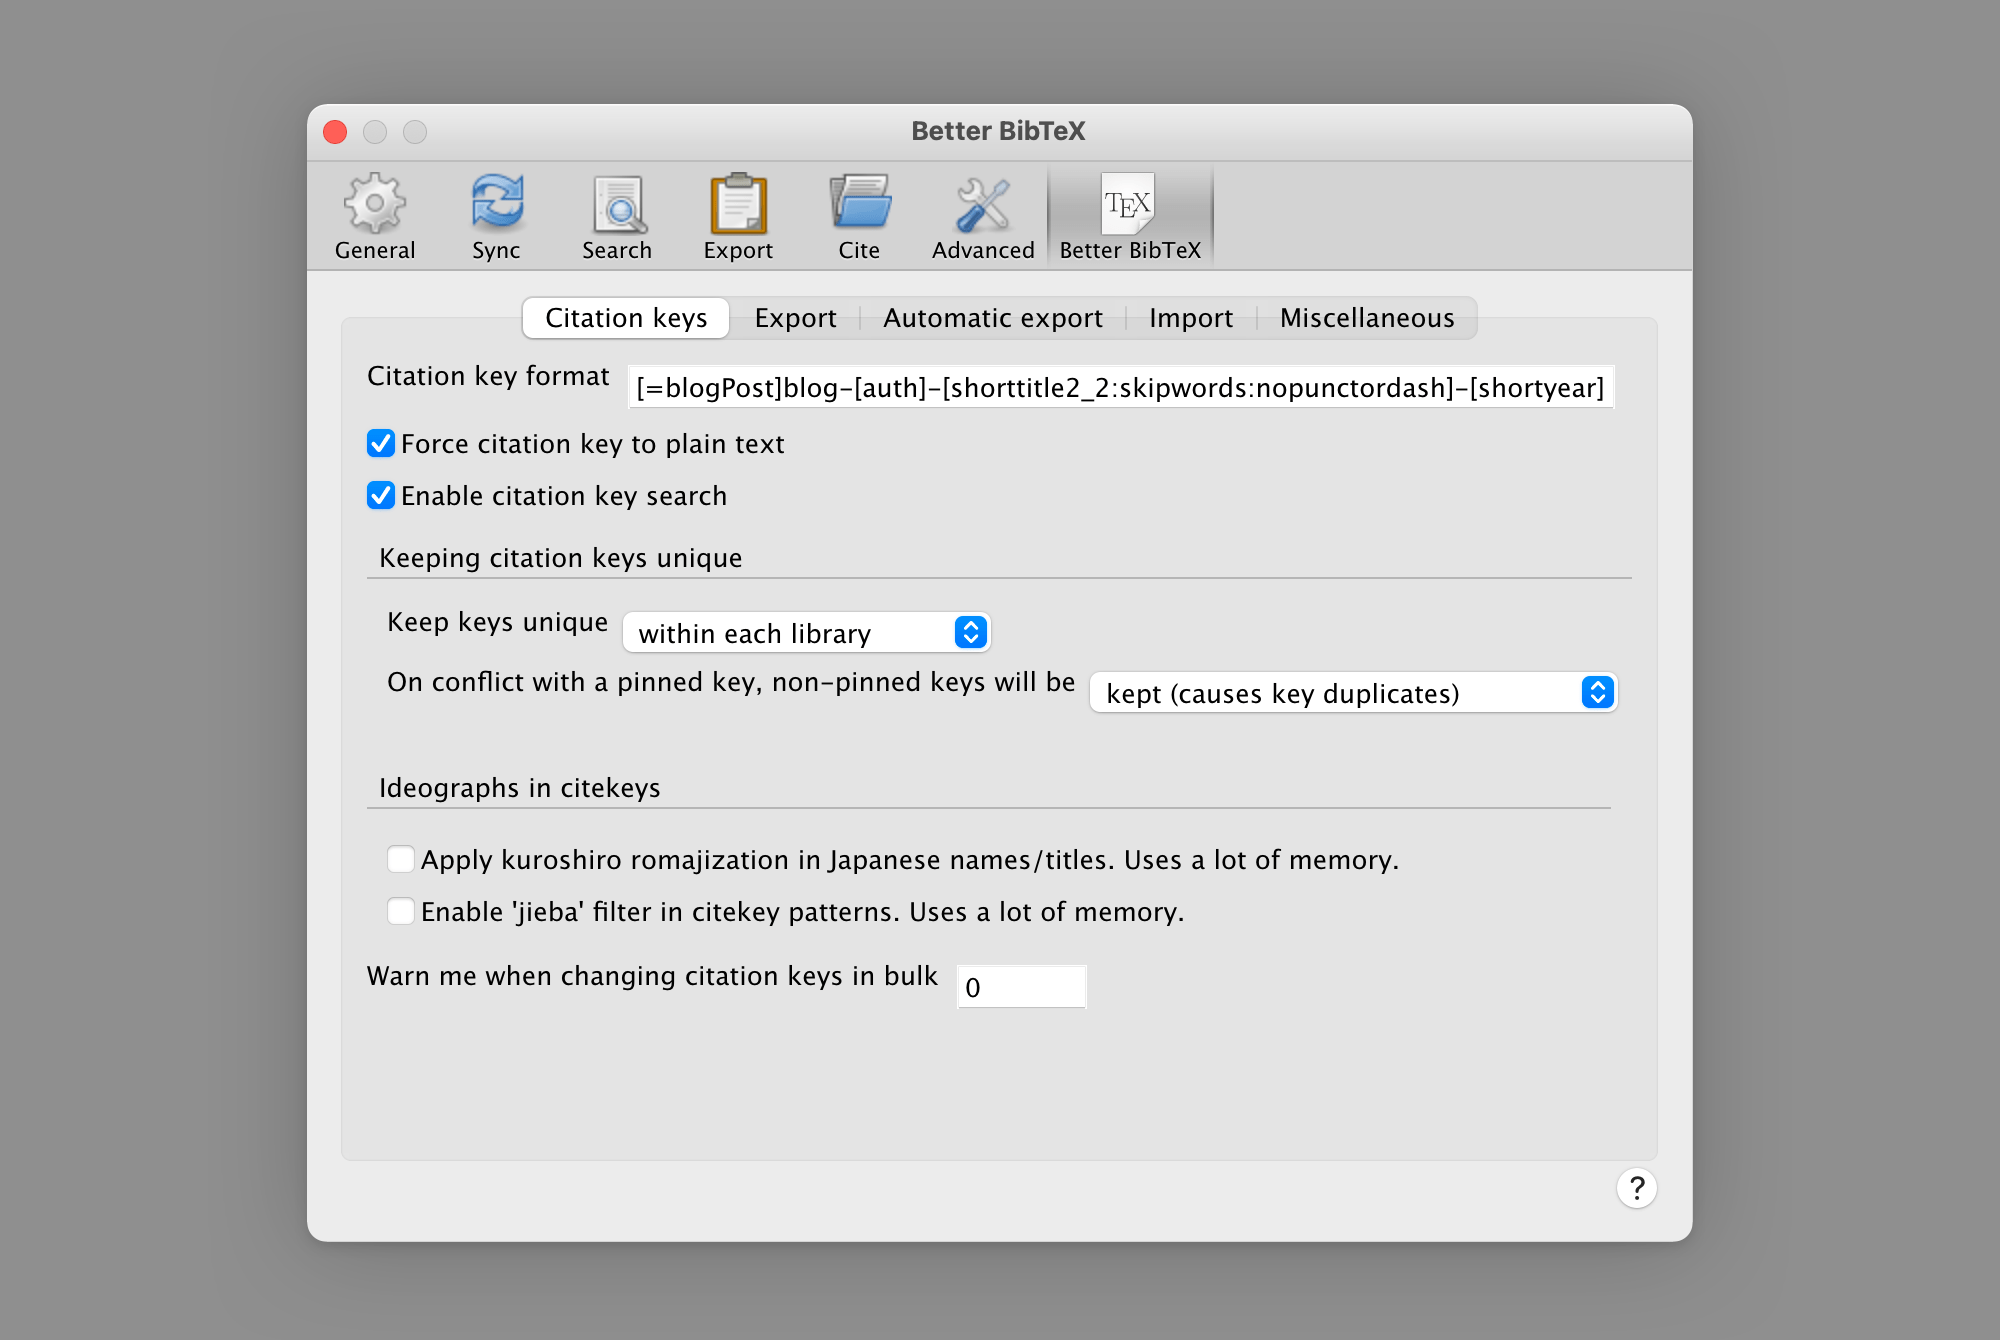 Better BibTeX
General Sync Search Export Cite Advanced TEX Better BibTeX
Citation keys Export Automatic export Import Miscellaneous
Citation key format [=blogPost]blog-[auth]-[shorttitle2_2:skipwords:nopunctordash]-[shortyear]
Force citation key to plain text
Enable citation key search
Keeping citation keys unique
Keep keys unique within each library
On conflict with a pinned key, non-pinned keys will be kept (causes key duplicates)
Ideographs in citekeys
Apply kuroshiro romajization in Japanese names/titles. Uses a lot of memory.
Enable 'jieba' filter in citekey patterns. Uses a lot of memory.
Warn me when changing citation keys in bulk 0
?